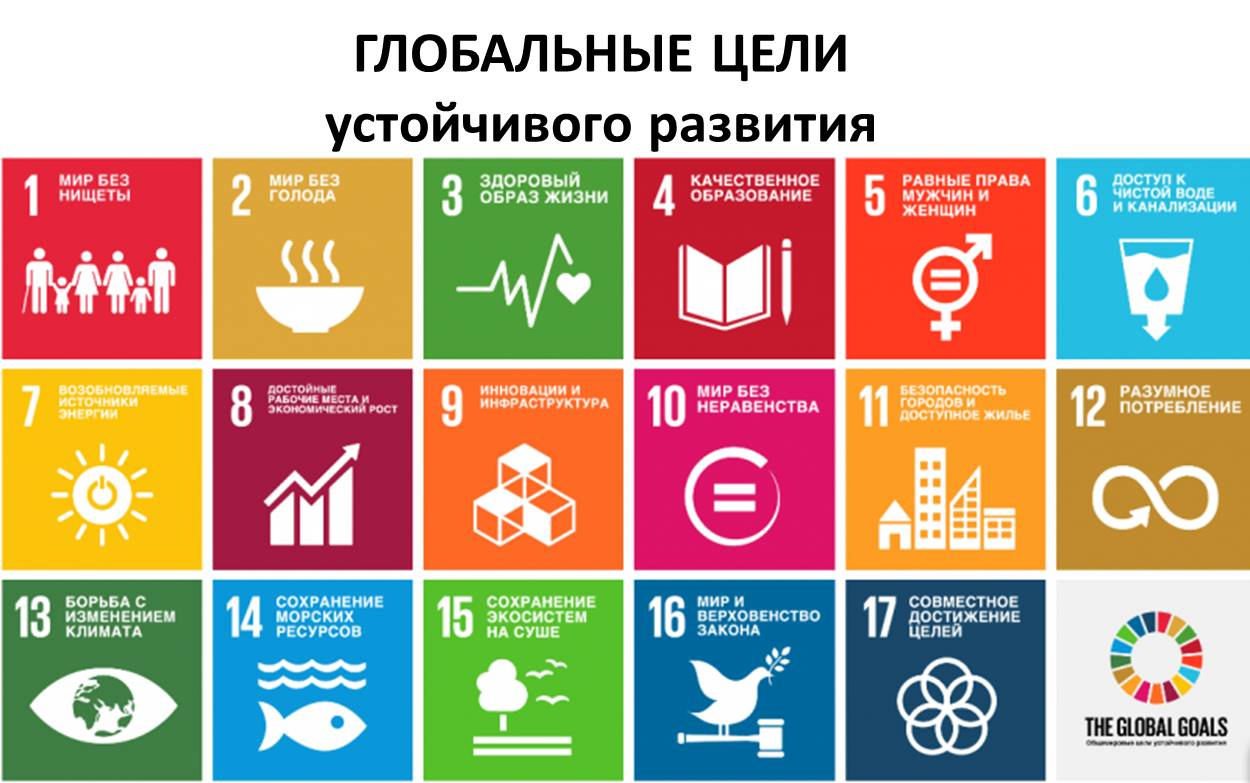 ГЛОБАЛЬНЫЕ ЦЕЛИ
устойчивого развития
1 МИР БЕЗ
НИЩЕТЫ
2 МИР БЕЗ
ГОЛОДА
3 ЗДОРОВЫЙ
ОБРАЗ ЖИЗНИ
4 КАЧЕСТВЕННОЕ
ОБРАЗОВАНИЕ
5 РАВНЫЕ ПРАВА
МУЖЧИН И
ЖЕНЩИН
6 ДОСТУП К
ЧИСТОЙ ВОДЕ
И КАНАЛИЗАЦИИ
7 ВОЗОБНОВЛЯЕМЫЕ
ИСТОЧНИКИ
ЭНЕРГИИ
8 ДОСТОЙНЫЕ
РАБОЧИЕ МЕСТА И
ЭКОНОМИЧЕСКИЙ РОСТ
9 ИННОВАЦИИ И
ИНФРАСТРУКТУРА
10 МИР БЕЗ
НЕРАВЕНСТВА
11 БЕЗОПАСНОСТЬ
ГОРОДОВ И
ДОСТУПНОЕ ЖИЛЬЕ
12 РАЗУМНОЕ
ПОТРЕБЛЕНИЕ
13 БОРЬБА С
ИЗМЕНЕНИЕМ
КЛИМАТА
14 СОХРАНЕНИЕ
МОРСКИХ
РЕСУРСОВ
15 СОХРАНЕНИЕ
ЭКОСИСТЕМ
НА СУШЕ
16 МИР И
ВЕРХОВЕНСТВО
ЗАКОНА
17 СОВМЕСТНОЕ
ДОСТИЖЕНИЕ
ЦЕЛЕЙ
THE GLOBAL GOALS
Общемировые цели устойчивого развития